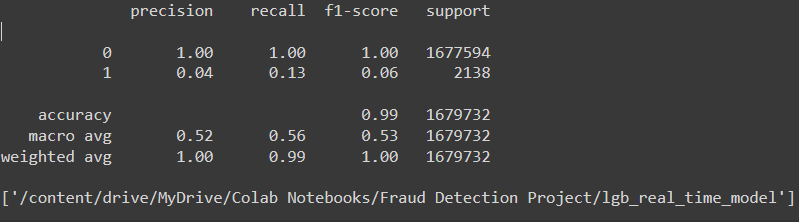 precision recall f1-score support
0 1.00 1.00 1.00 1677594
1 0.04 0.13 0.06 2138
accuracy 0.99 1679732
macro avg 0.52 0.56 0.53 1679732
weighted avg 1.00 0.99 1.00 1679732
['/content/drive/MyDrive/Colab Notebooks/Fraud Detection Project/lgb_real_time_model']